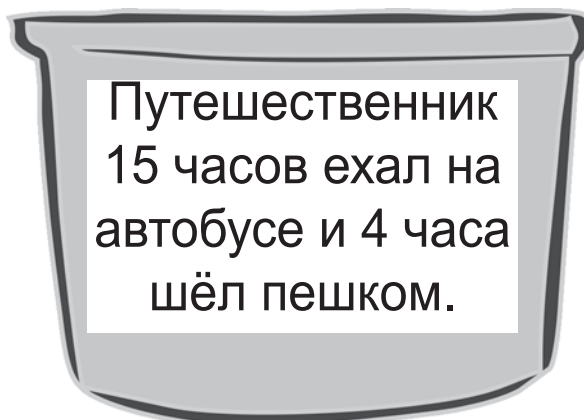 Путешественник
15 часов ехал на
автобусе и 4 часа
шёл пешком.